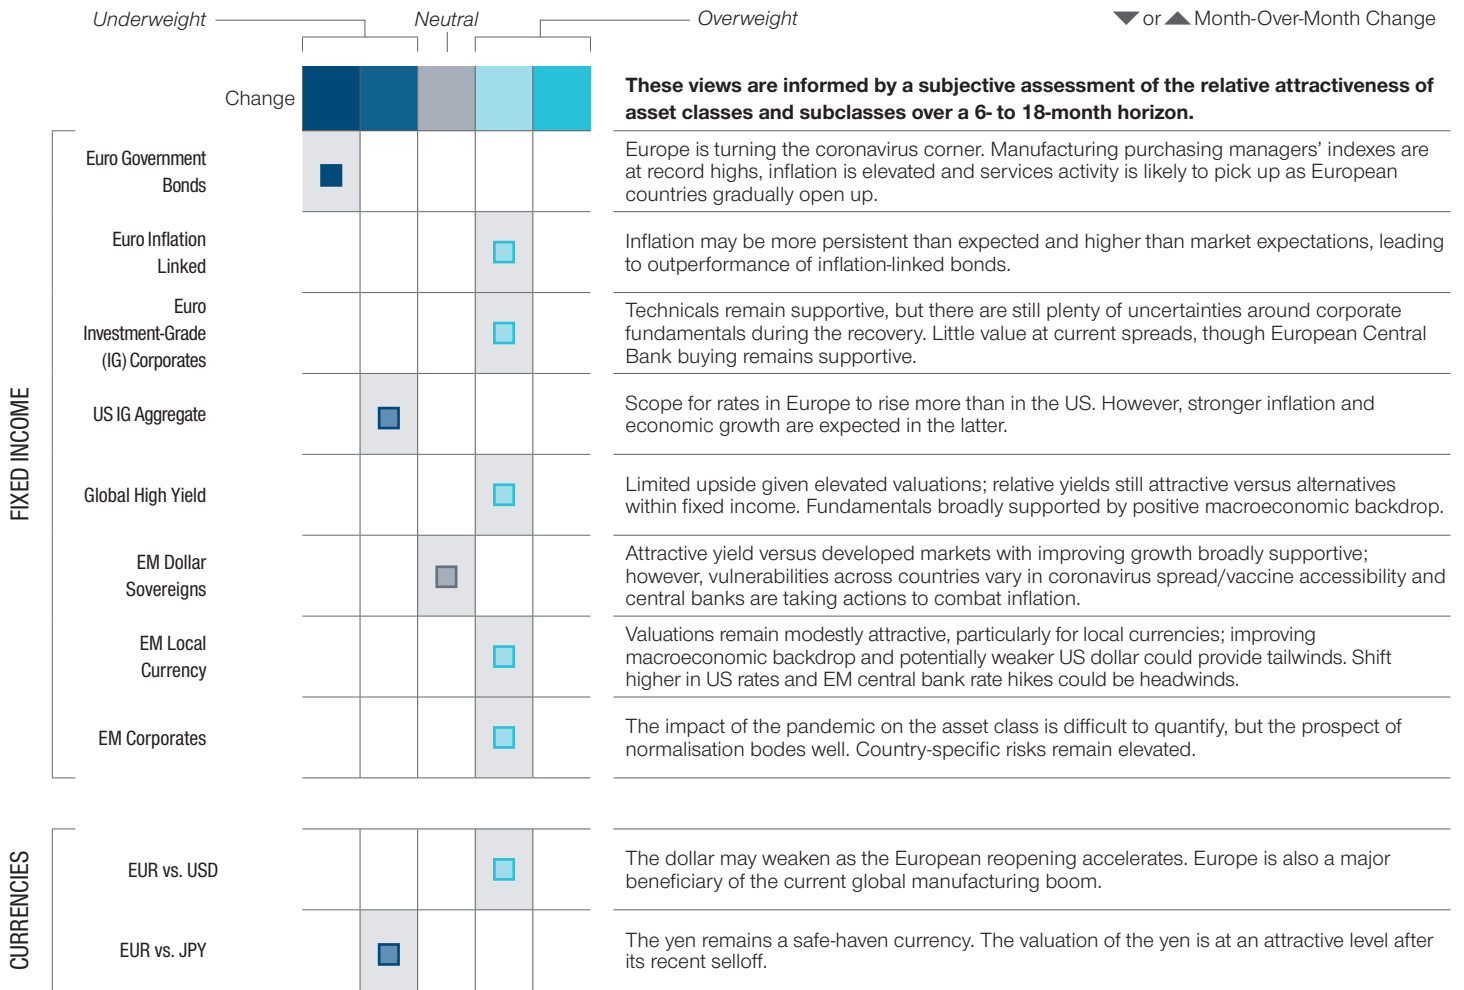 Underweight
Neutral
Overweight
or Month-Over-Month Change
Change
These views are informed by a subjective assessment of the relative attractiveness of
asset classes and subclasses over a 6- to 18-month horizon.
FIXED INCOME
Euro Government
Bonds
Europe is turning the coronavirus corner. Manufacturing purchasing managers’ indexes are
at record highs, inflation is elevated and services activity is likely to pick up as European
countries gradually open up.
Euro Inflation
Linked
Inflation may be more persistent than expected and higher than market expectations, leading
to outperformance of inflation-linked bonds.
Euro
Investment-Grade
(IG) Corporates
Technicals remain supportive, but there are still plenty of uncertainties around corporate
fundamentals during the recovery. Little value at current spreads, though European Central
Bank buying remains supportive.
US IG Aggregate
Scope for rates in Europe to rise more than in the US. However, stronger inflation and
economic growth are expected in the latter.
Global High Yield
Limited upside given elevated valuations; relative yields still attractive versus alternatives
within fixed income. Fundamentals broadly supported by positive macroeconomic backdrop.
EM Dollar
Sovereigns
Attractive yield versus developed markets with improving growth broadly supportive;
however, vulnerabilities across countries vary in coronavirus spread/vaccine accessibility and
central banks are taking actions to combat inflation.
EM Local
Currency
Valuations remain modestly attractive, particularly for local currencies; improving
macroeconomic backdrop and potentially weaker US dollar could provide tailwinds. Shift
higher in US rates and EM central bank rate hikes could be headwinds.
EM Corporates
The impact of the pandemic on the asset class is difficult to quantify, but the prospect of
normalisation bodes well. Country-specific risks remain elevated.
CURRENCIES
EUR vs. USD
The dollar may weaken as the European reopening accelerates. Europe is also a major
beneficiary of the current global manufacturing boom.
EUR vs. JPY
The yen remains a safe-haven currency. The valuation of the yen is at an attractive level after
its recent selloff.